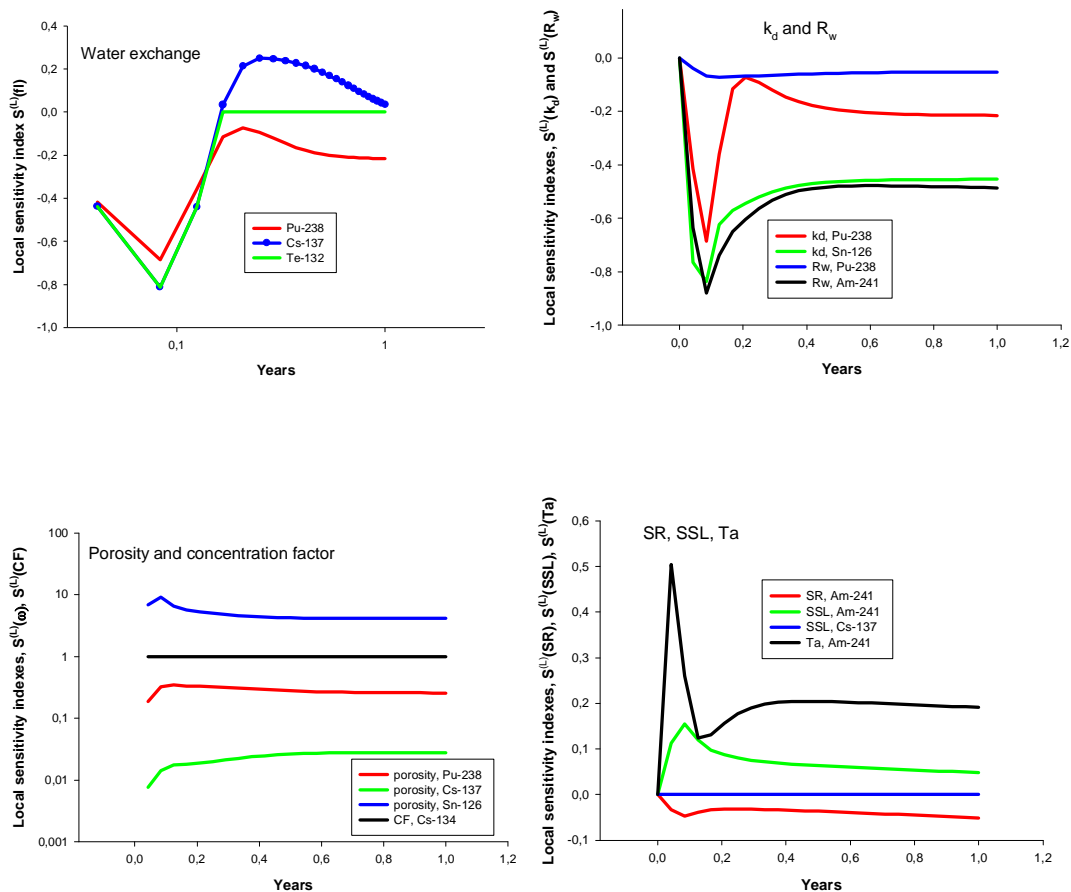 Water exchange
Local sensitivity index S(L)(fl)
0,4
0,2
0,0
-0,2
-0,4
-0,6
-0,8
-1,0
Pu-238
Cs-137
Te-132
0,1
1
Years
kd and Rw
Local sensitivity indexes, S(L)(kd) and S(L)(Rw)
0,0
-0,2
-0,4
-0,6
-0,8
-1,0
kd, Pu-238
kd, Sn-126
Rw, Pu-238
Rw, Am-241
0,0 0,2 0,4 0,6 0,8 1,0 1,2
Years
Porosity and concentration factor
Local sensitivity indexes, S(L)(ω), S(L)(CF)
100
10
1
0,1
0,01
0,001
porosity, Pu-238
porosity, Cs-137
porosity, Sn-126
CF, Cs-134
0,0 0,2 0,4 0,6 0,8 1,0 1,2
Years
SR, SSL, Ta
Local sensitivity indexes, S(L)(SR), S(L)(SSL), S(L)(Ta)
0,6
0,5
0,4
0,3
0,2
0,1
0,0
-0,1
SR, Am-241
SSL, Am-241
SSL, Cs-137
Ta, Am-241
0,0 0,2 0,4 0,6 0,8 1,0 1,2
Years